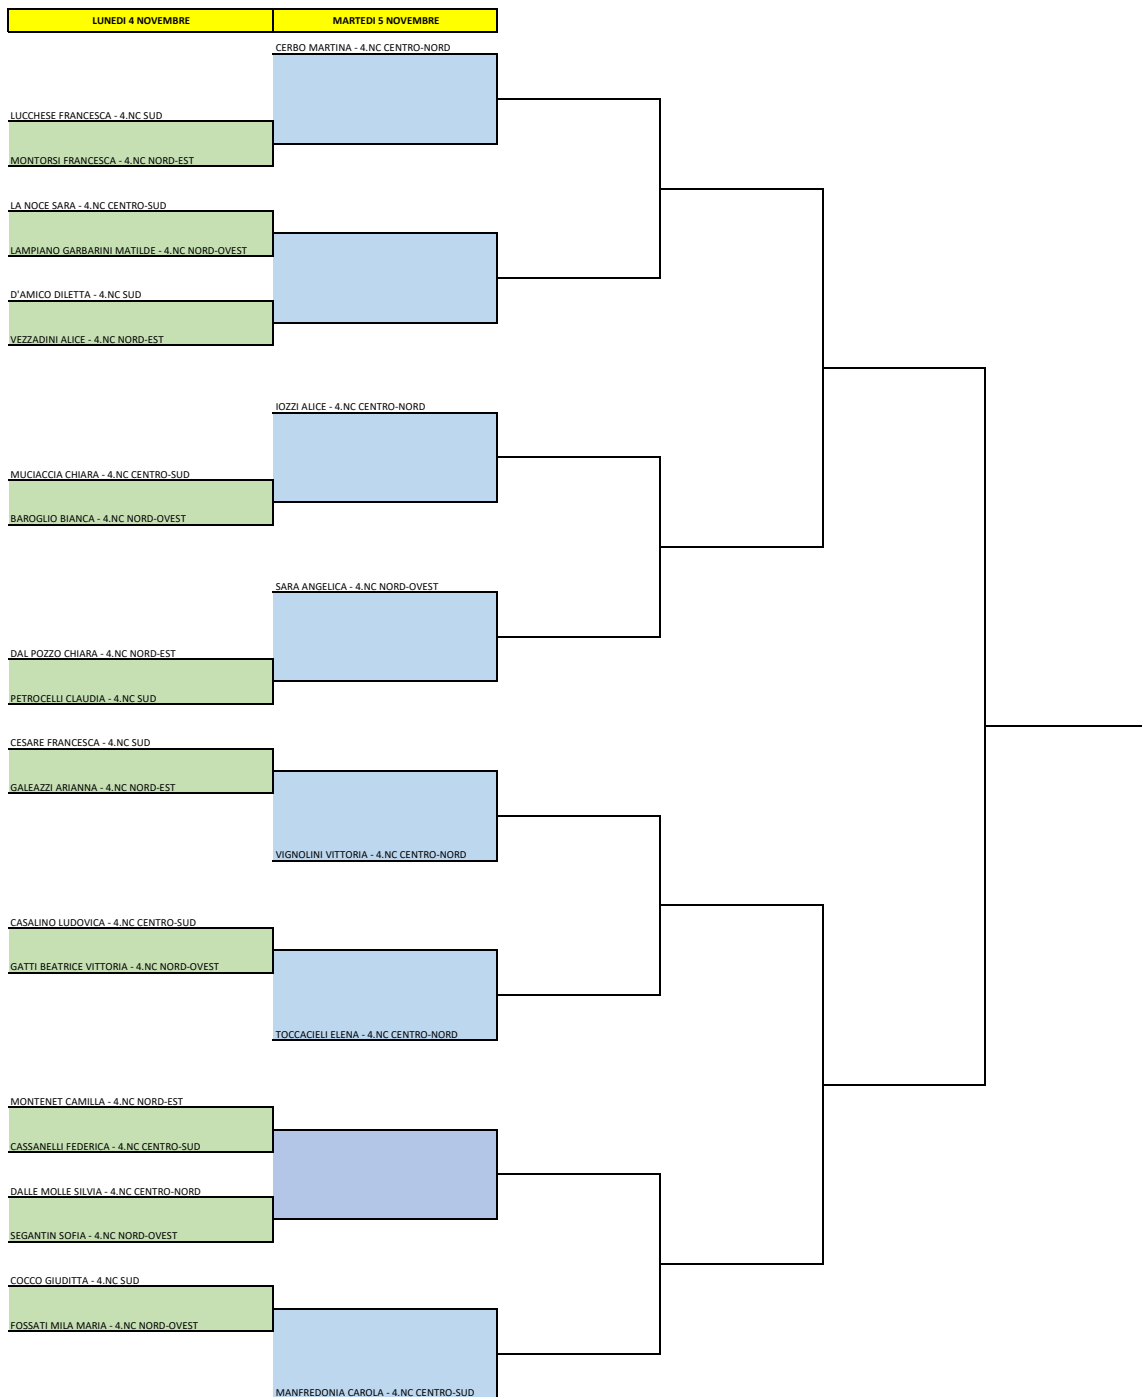 LUNEDI 4 NOVEMBRE
MARTEDI 5 NOVEMBRE
CERBO MARTINA - 4.NC CENTRO-NORD
LUCCHESE FRANCESCA - 4.NC SUD
MONTORSI FRANCESCA - 4.NC NORD-EST
LA NOCE SARA - 4.NC CENTRO-SUD
LAMPIANO GARBARINI MATILDE - 4.NC NORD-OVEST
D'AMICO DILETTA - 4.NC SUD
VEZZADINI ALICE - 4.NC NORD-EST
IOZZI ALICE - 4.NC CENTRO-NORD
MUCIACCIA CHIARA - 4.NC CENTRO-SUD
BAROGLIO BIANCA - 4.NC NORD-OVEST
SARA ANGELICA - 4.NC NORD-OVEST
DAL POZZO CHIARA - 4.NC NORD-EST
PETROCELLI CLAUDIA - 4.NC SUD
CESARE FRANCESCA - 4.NC SUD
GALEAZZI ARIANNA - 4.NC NORD-EST
VIGNOLINI VITTORIA - 4.NC CENTRO-NORD
CASALINO LUDOVICA - 4.NC CENTRO-SUD
GATTI BEATRICE VITTORIA - 4.NC NORD-OVEST
TOCCACIELI ELENA - 4.NC CENTRO-NORD
MONTENET CAMILLA - 4.NC NORD-EST
CASSANELLI FEDERICA - 4.NC CENTRO-SUD
DALLE MOLLE SILVIA - 4.NC CENTRO-NORD
SEGANTIN SOFIA - 4.NC NORD-OVEST
COCCO GIUDITTA - 4.NC SUD
FOSSATI MILA MARIA - 4.NC NORD-OVEST
MANFREDONIA CAROLA - 4.NC CENTRO-SUD